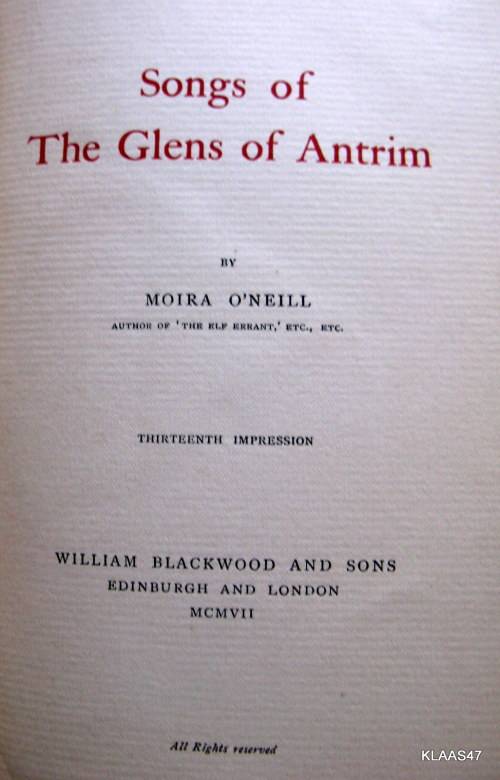 Songs of
The Glens of Antrim
BY
MOIRA O'NEILL
AUTHOR OF 'THE ELF ERRANT,' ETC., ETC.
THIRTEENTH IMPRESSION
WILLIAM BLACKWOOD AND SONS
EDINBURGH AND LONDON
MCMVII
All Rights reserved
KLAAS47